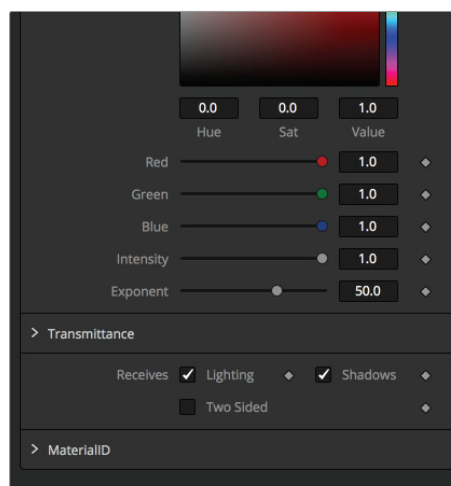 0.0 0.0 1.0
Hue Sat Value
Red 1.0
Green 1.0
Blue 1.0
Intensity 1.0
Exponent 50.0
Transmittance
Receives Lighting Shadows
Two Sided
MaterialID